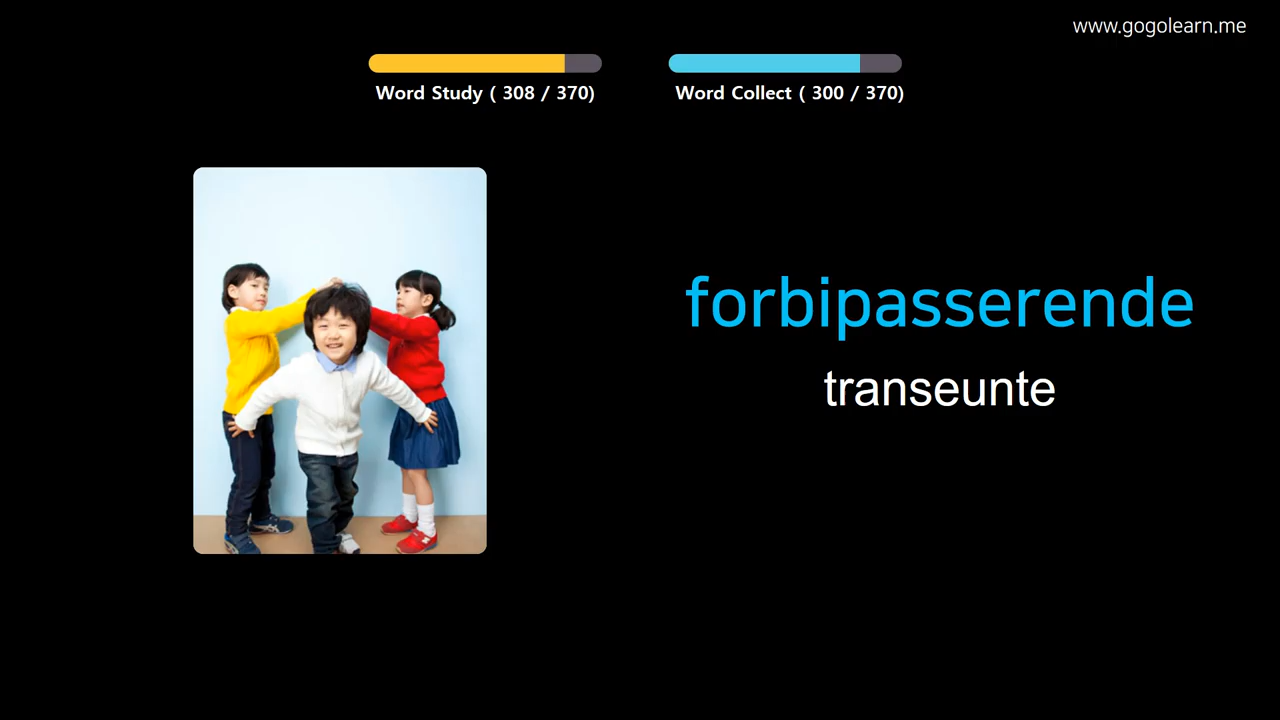 www.gogolearn.me
Word Study ( 308 / 370)
Word Collect ( 300 / 370)
forbipasserende
transeunte